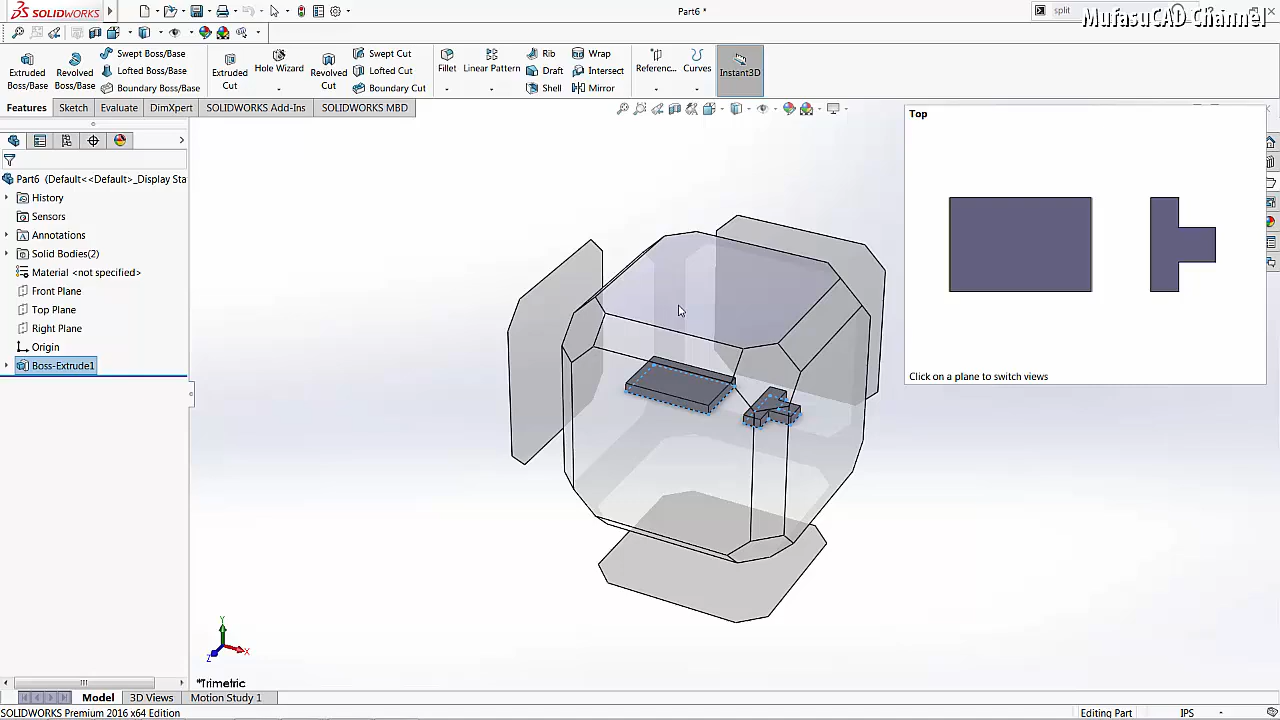 SOLIDWORKS
Part6 *
split
MufasuCAD Channel
Extruded Boss/Base
Revolved Boss/Base
Swept Boss/Base
Lofted Boss/Base
Boundary Boss/Base
Extruded Cut
Hole Wizard
Revolved Cut
Swept Cut
Lofted Cut
Boundary Cut
Fillet
Linear Pattern
Rib
Draft
Shell
Wrap
Intersect
Mirror
Referenc...
Curves
Instant3D
Features
Sketch
Evaluate
DimXpert
SOLIDWORKS Add-Ins
SOLIDWORKS MBD
Part6 (Default<<Default>_Display Sta
History
Sensors
Annotations
Solid Bodies(2)
Material <not specified>
Front Plane
Top Plane
Right Plane
Origin
Boss-Extrude1
Top
Click on a plane to switch views
Y
X
Z
*Trimetric
Model
3D Views
Motion Study 1
SOLIDWORKS Premium 2016 x64 Edition
Editing Part
IPS